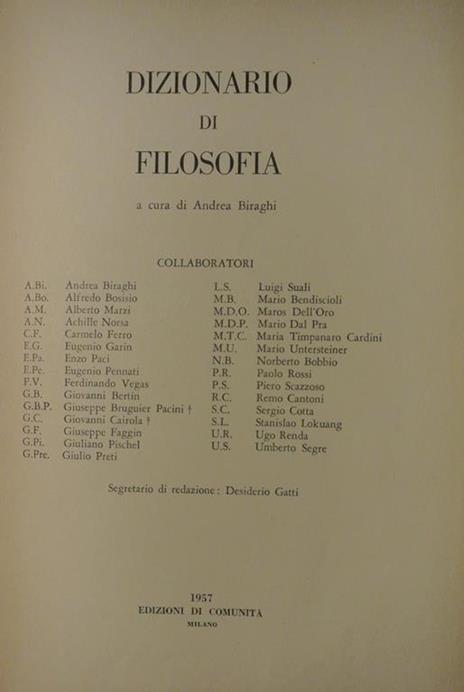 DIZIONARIO
DI
FILOSOFIA
a cura di Andrea Biraghi
COLLABORATORI
A.Bi. Andrea Biraghi
A.Bo. Alfredo Bosisio
A.M. Alberto Marzi
A.N. Achille Norsa
C.F. Carmelo Ferro
E.G. Eugenio Garin
E.Pa. Enzo Paci
E.Pe. Eugenio Pennati
F.V. Ferdinando Vegas
G.B. Giovanni Bertin
G.B.P. Giuseppe Bruguier Pacini †
G.C. Giovanni Cairola †
G.F. Giuseppe Faggin
G.Pi. Giuliano Pischel
G.Pre. Giulio Preti
L.S. Luigi Suali
M.B. Mario Bendiscioli
M.D.O. Maros Dell'Oro
M.D.P. Mario Dal Pra
M.T.C. Maria Timpanaro Cardini
M.U. Mario Untersteiner
N.B. Norberto Bobbio
P.R. Paolo Rossi
P.S. Piero Scazzoso
R.C. Remo Cantoni
S.C. Sergio Cotta
S.L. Stanislao Lokuang
U.R. Ugo Renda
U.S. Umberto Segre
Segretario di redazione: Desiderio Gatti
1957
EDIZIONI DI COMUNITÀ
MILANO